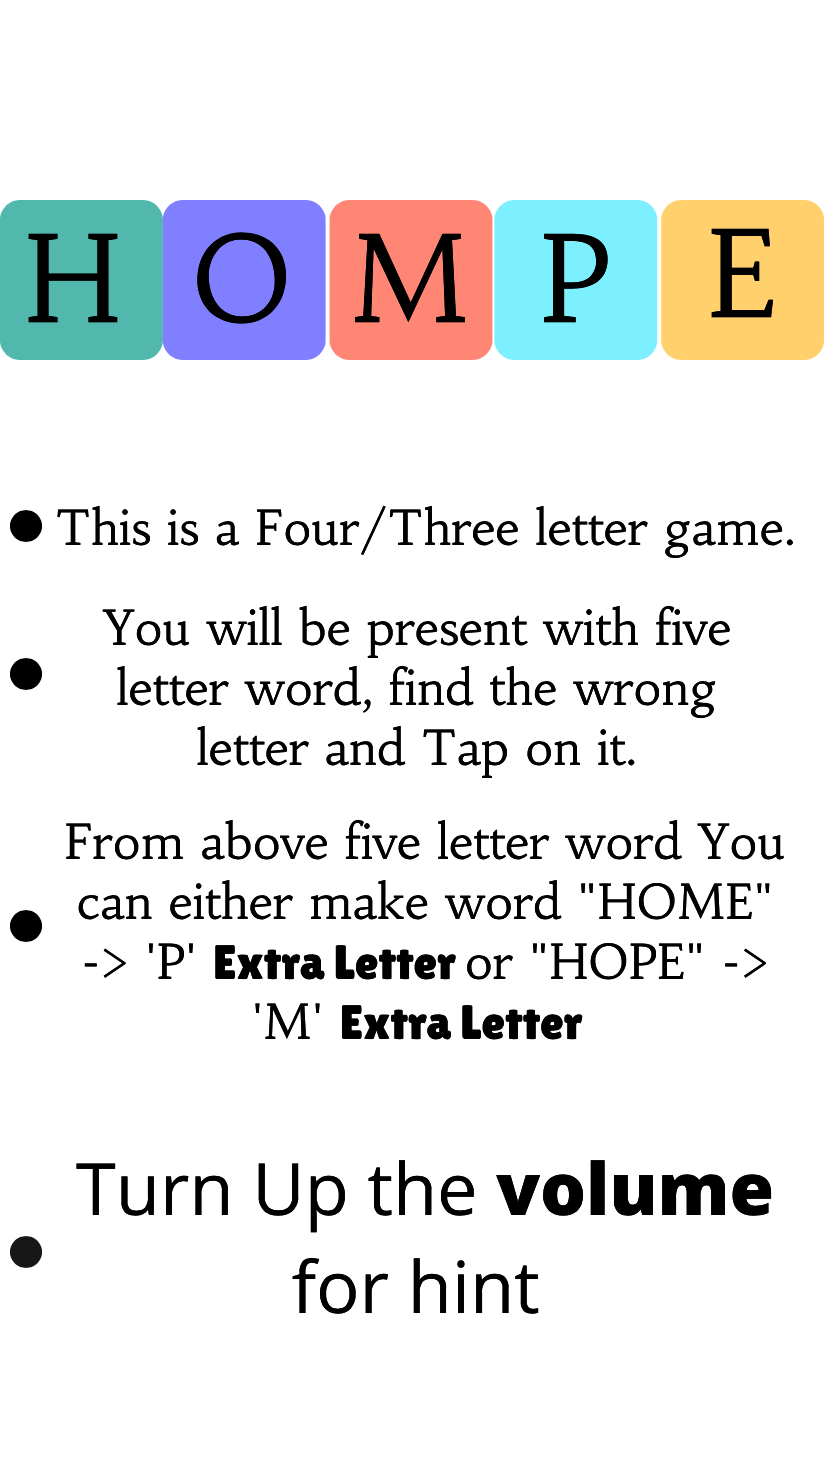 H O M P E
This is a Four/Three letter game.
You will be present with five
letter word, find the wrong
letter and Tap on it.
From above five letter word You
can either make word "HOME"
-> 'P' Extra Letter or "HOPE" ->
'M' Extra Letter
Turn Up the volume
for hint